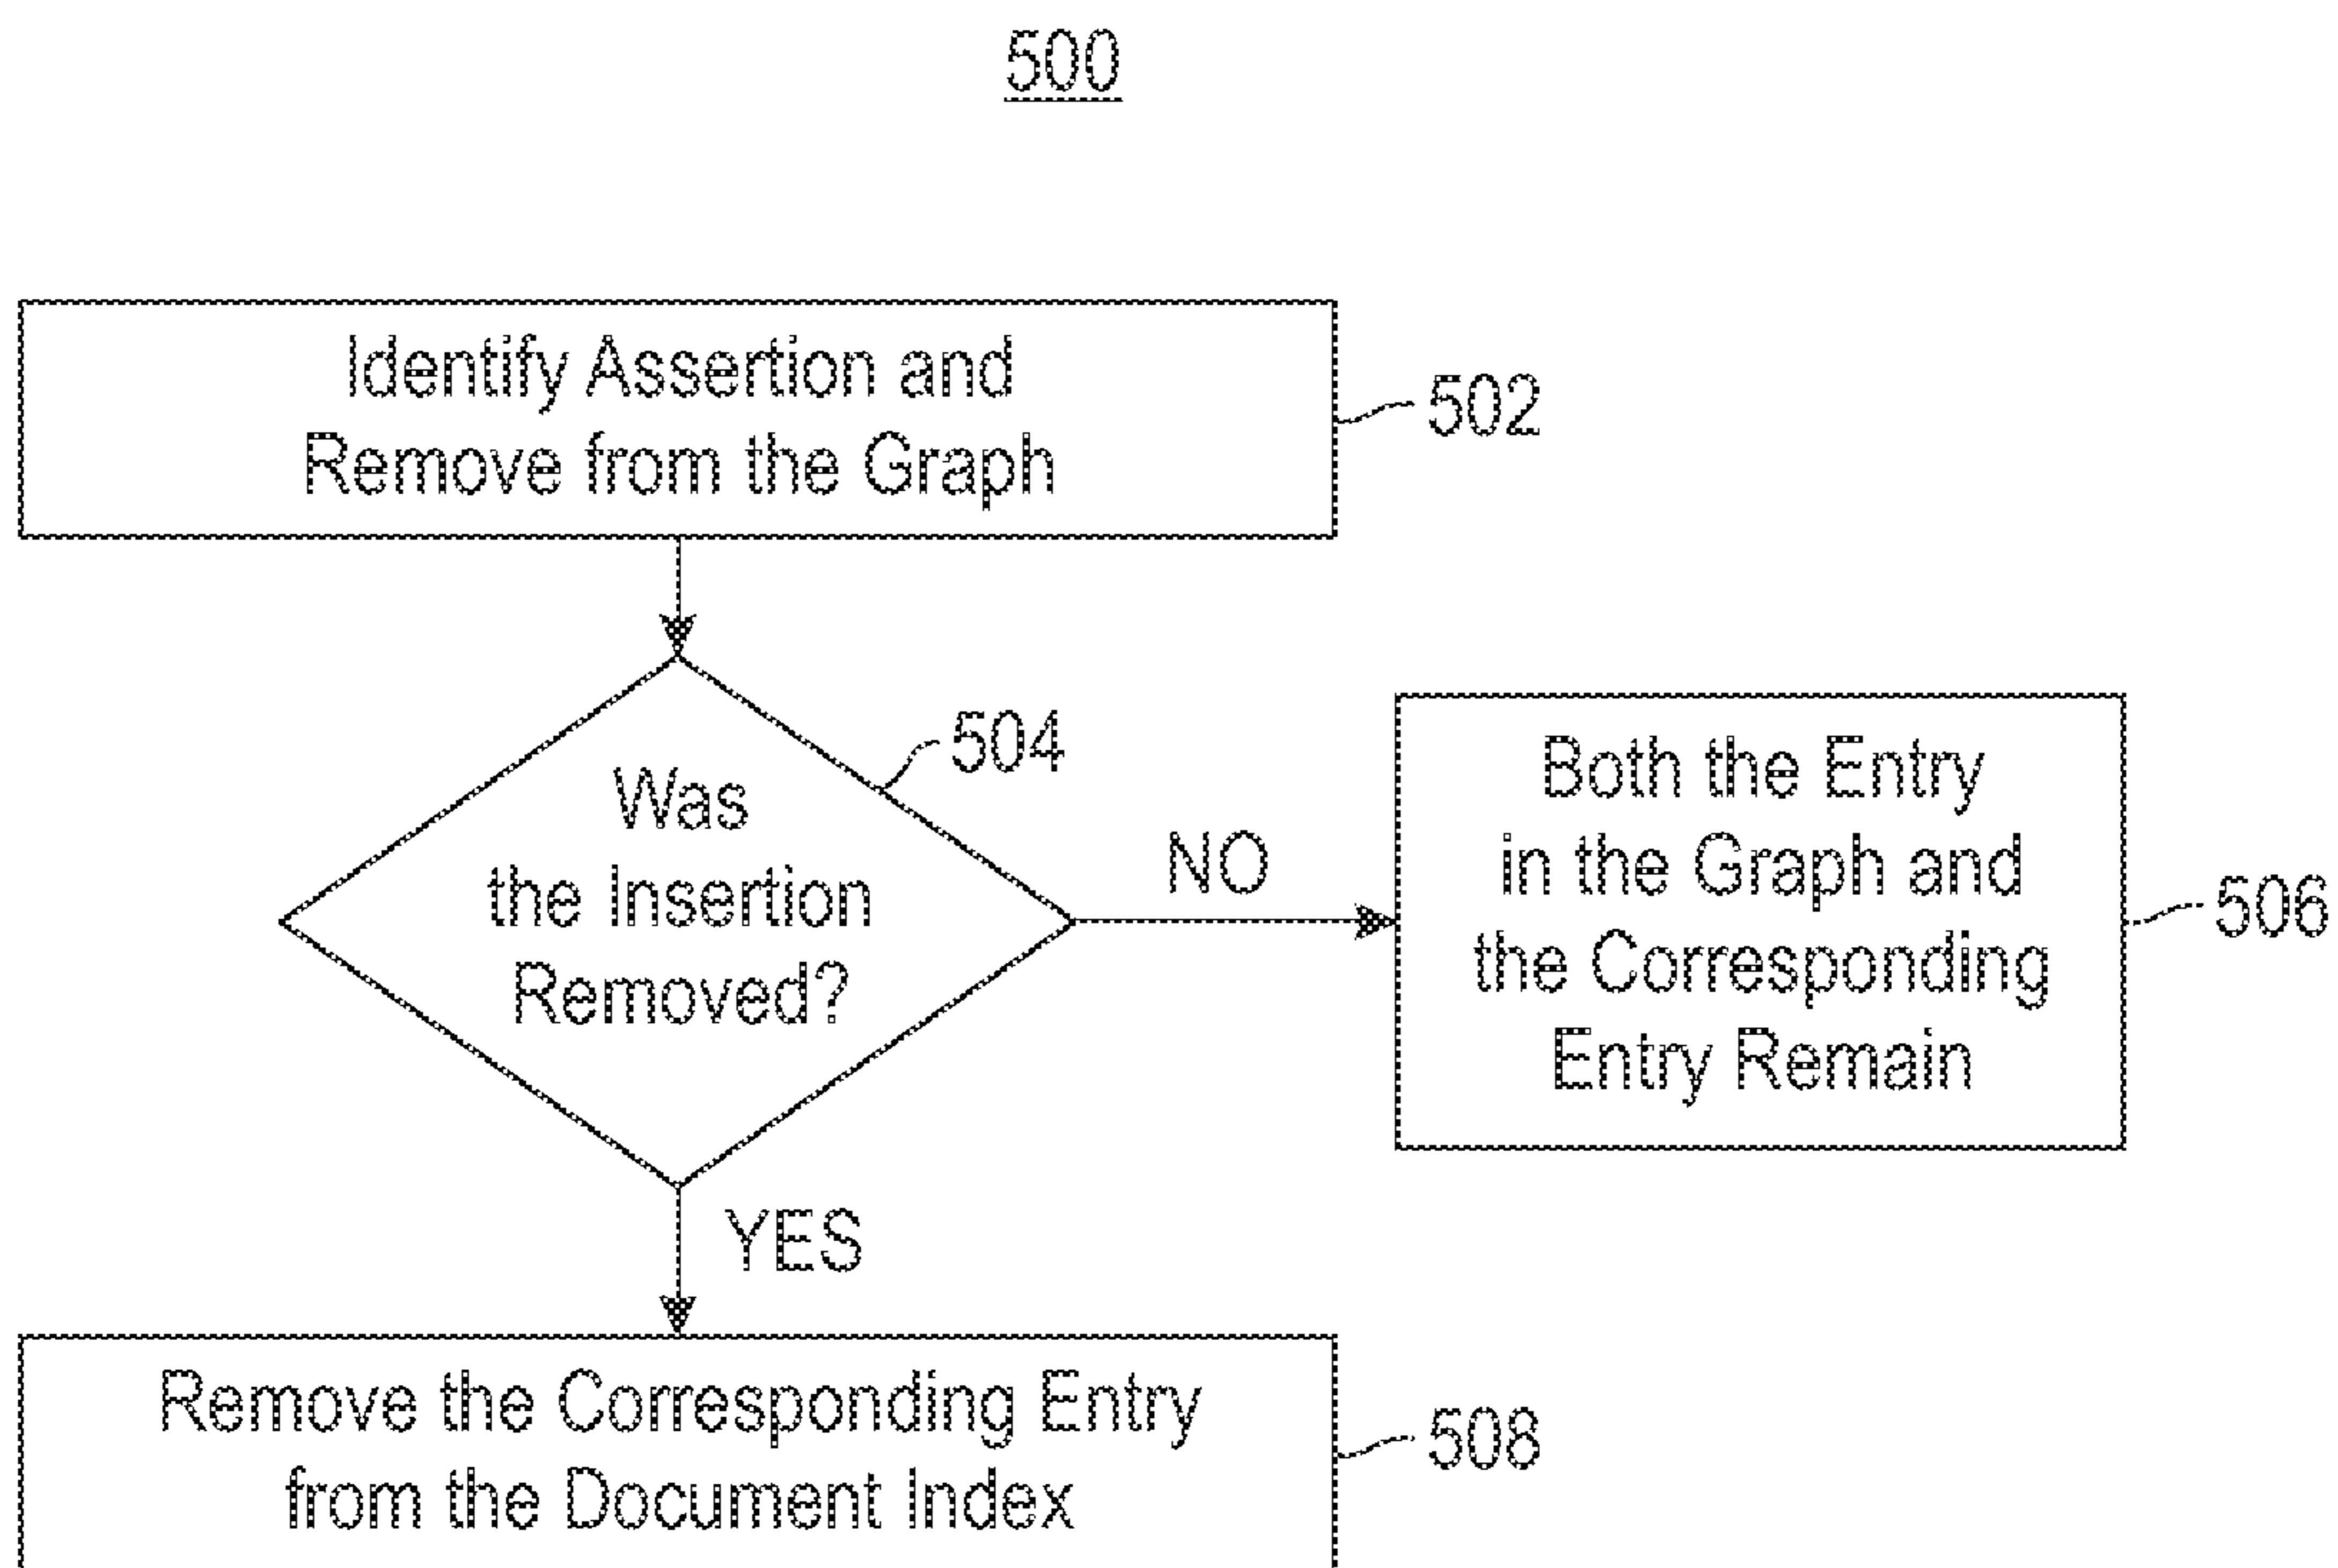 500
Identify Assertion and
Remove from the Graph
502
504
Was
the Insertion
Removed?
NO
Both the Entry
in the Graph and
the Corresponding
Entry Remain
506
YES
Remove the Corresponding Entry
from the Document Index
508